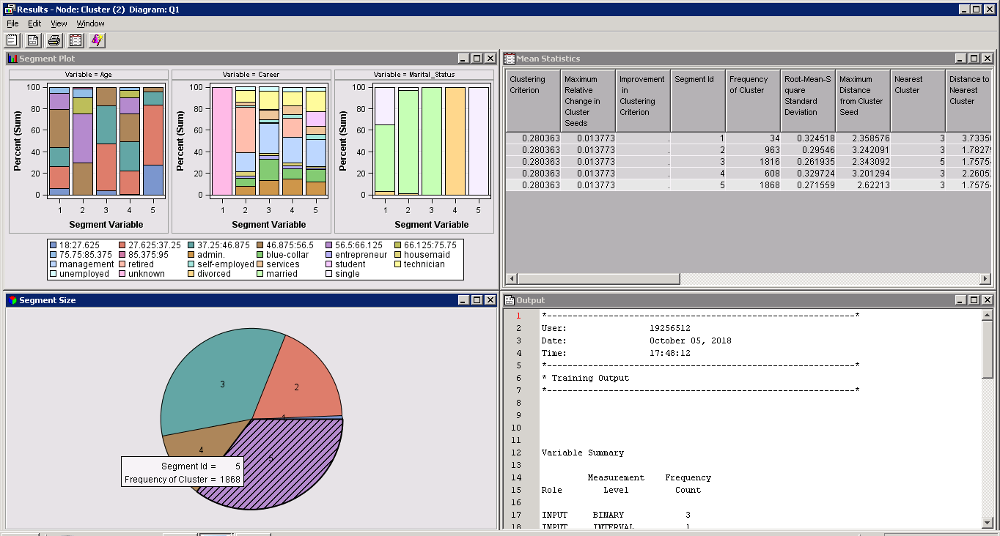 Results - Node: Cluster (2) Diagram: Q1
File Edit View Window
Segment Plot
Variable = Age
Variable = Career
Variable = Marital_Status
Percent (Sum)
100
80
60
40
20
0
1 2 3 4 5
Segment Variable
Percent (Sum)
100
80
60
40
20
0
1 2 3 4 5
Segment Variable
Percent (Sum)
100
80
60
40
20
0
1 2 3 4 5
Segment Variable
18:27.625 27.625:37.25 37.25:46.875 46.875:56.5 56.5:66.125 66.125:75.75
75.75:85.375 85.375:95 admin. blue-collar entrepreneur housemaid
management retired self-employed services student technician
unemployed unknown divorced married single
Mean Statistics
Clustering
Criterion
Maximum
Relative
Change in
Cluster
Seeds
Improvement
in
Clustering
Criterion
Segment Id
Frequency
of Cluster
Root-Mean-S
quare
Standard
Deviation
Maximum
Distance
from Cluster
Seed
Nearest
Cluster
Distance to
Nearest
Cluster
0.280363 0.013773 . 1 34 0.324518 2.358576 3 3.7335
0.280363 0.013773 . 2 963 0.29546 3.242091 3 1.7827
0.280363 0.013773 . 3 1816 0.261935 2.343092 5 1.7575
0.280363 0.013773 . 4 608 0.329724 3.201294 3 2.2605
0.280363 0.013773 . 5 1868 0.271559 2.62213 3 1.7575
Segment Size
3
2
1
4
5
Segment Id = 5
Frequency of Cluster = 1868
Output
1 *------------------------------------------------------------*
2 User: 19256512
3 Date: October 05, 2018
4 Time: 17:48:12
5 *------------------------------------------------------------*
6 * Training Output
7 *------------------------------------------------------------*
8
9
10
11
12 Variable Summary
13
14 Measurement Frequency
15 Role Level Count
16
17 INPUT BINARY 3
18 INPUT INTERVAL 1